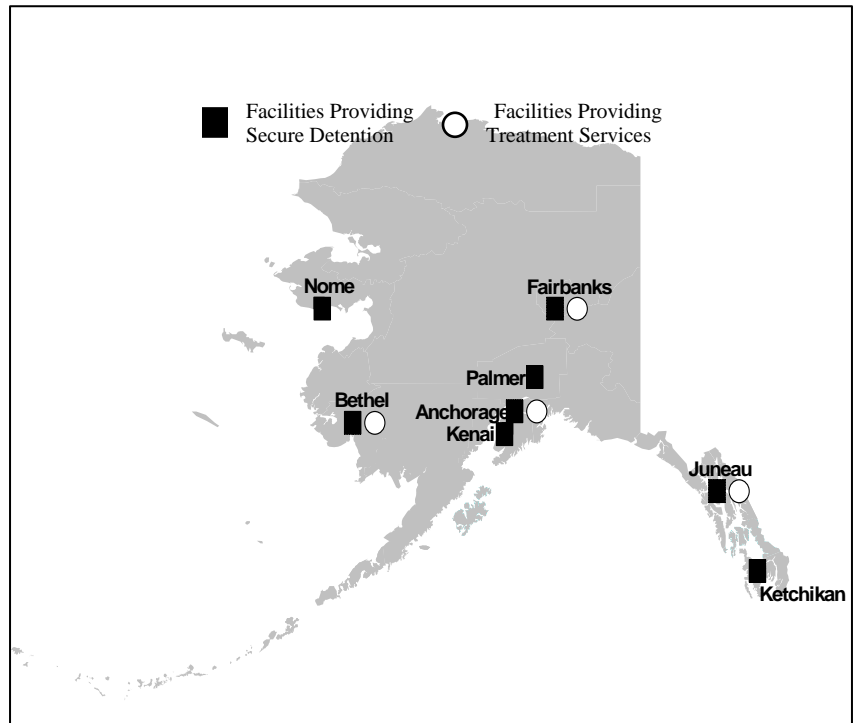 Facilities Providing
Secure Detention
Facilities Providing
Treatment Services
Nome
Fairbanks
Palmer
Bethel
Anchorage
Kenai
Juneau
Ketchikan